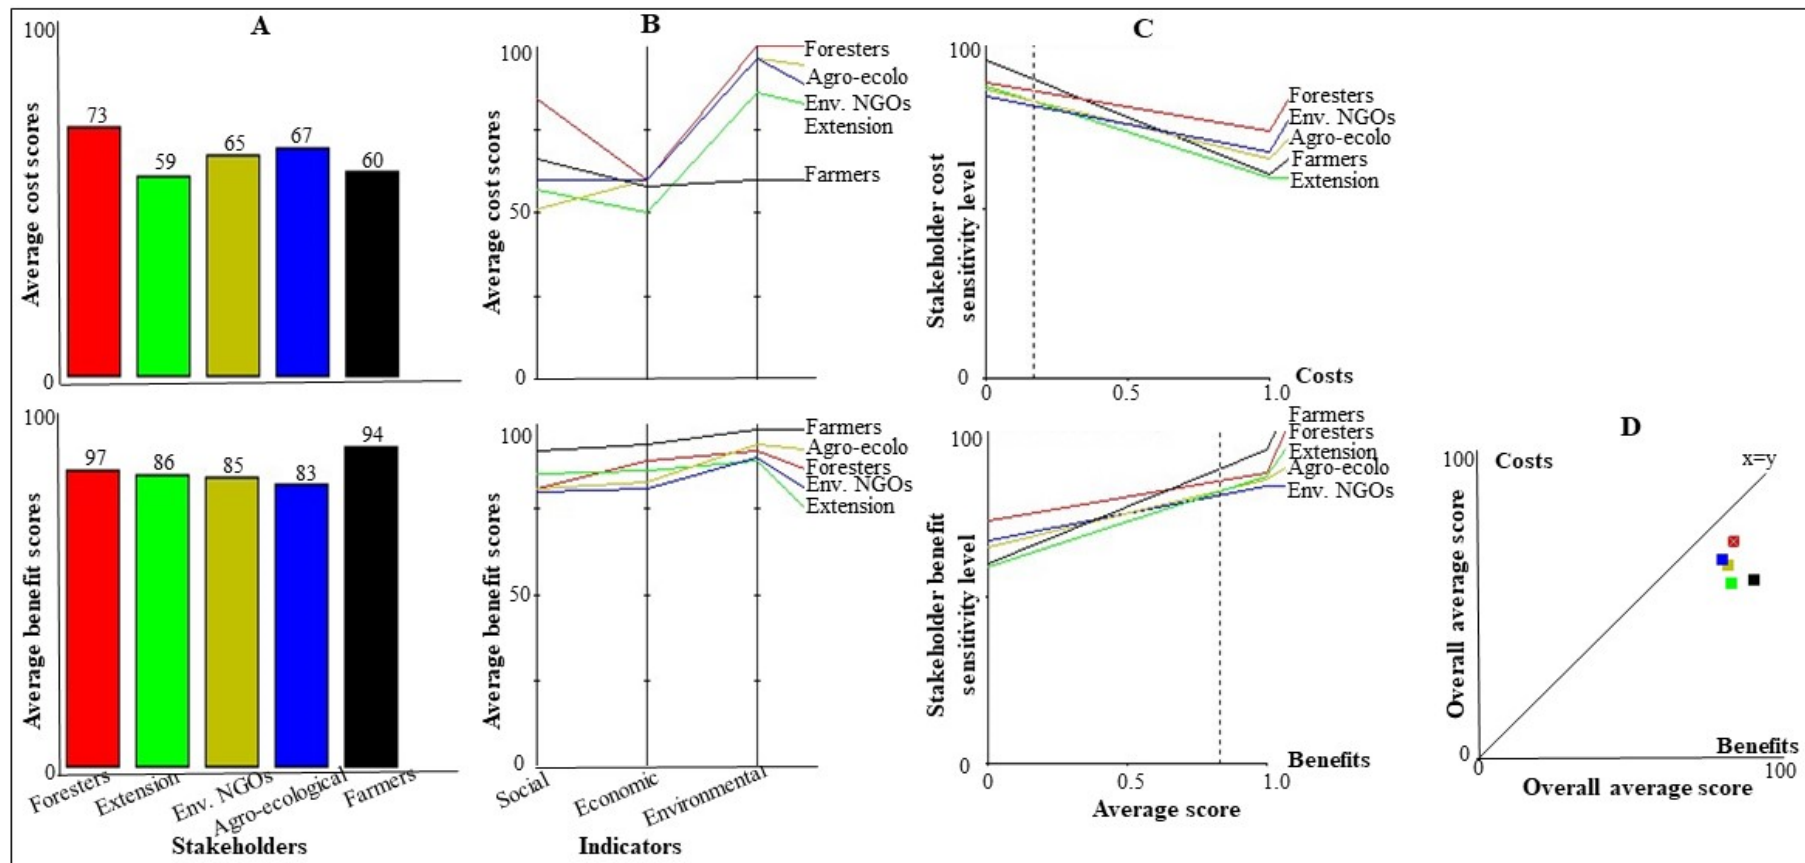 A
100
Average cost scores
73
59
65
67
60
0
100
Average benefit scores
97
86
85
83
94
0
Foresters
Extension
Env. NGOs
Agro-ecological
Farmers
Stakeholders
B
100
Average cost scores
50
0
Foresters
Agro-ecolo
Env. NGOs
Extension
Farmers
100
Average benefit scores
50
0
Farmers
Agro-ecolo
Foresters
Env. NGOs
Extension
Social
Economic
Environmental
Indicators
C
100
Stakeholder cost
sensitivity level
0
0
0.5
1.0
Costs
Foresters
Env. NGOs
Agro-ecolo
Farmers
Extension
100
Stakeholder benefit
sensitivity level
0
0
0.5
1.0
Benefits
Farmers
Foresters
Extension
Agro-ecolo
Env. NGOs
Average score
D
100
Costs
x=y
Overall average score
0
0
Benefits
100
Overall average score